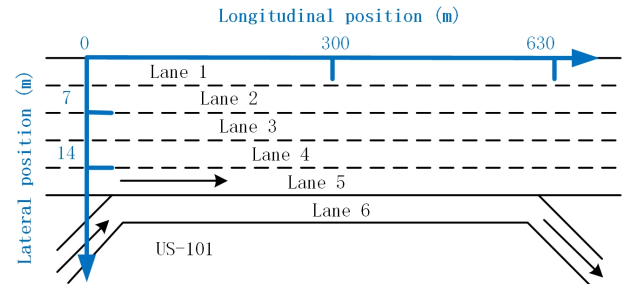 Longitudinal position (m)
0 300 630
Lane 1
7
Lane 2
Lane 3
14
Lane 4
Lane 5
Lane 6
US-101
Lateral position (m)